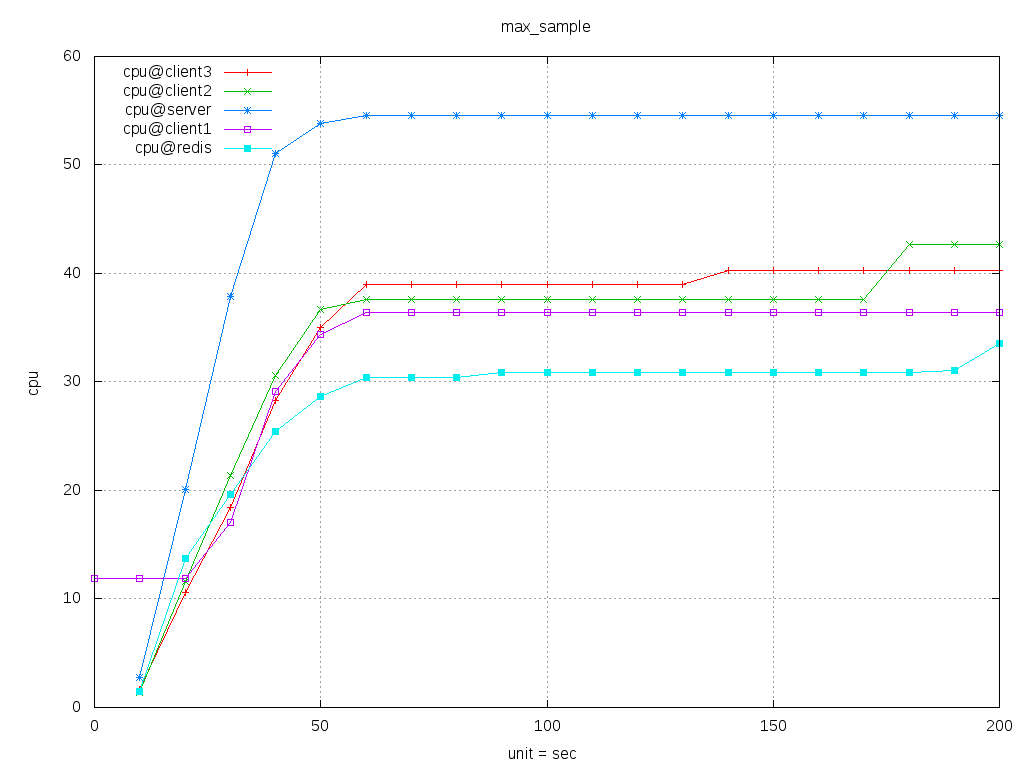 max_sample
60
50
40
30
20
10
0
cpu
cpu@client3
cpu@client2
cpu@server
cpu@client1
cpu@redis
0 50 100 150 200
unit = sec